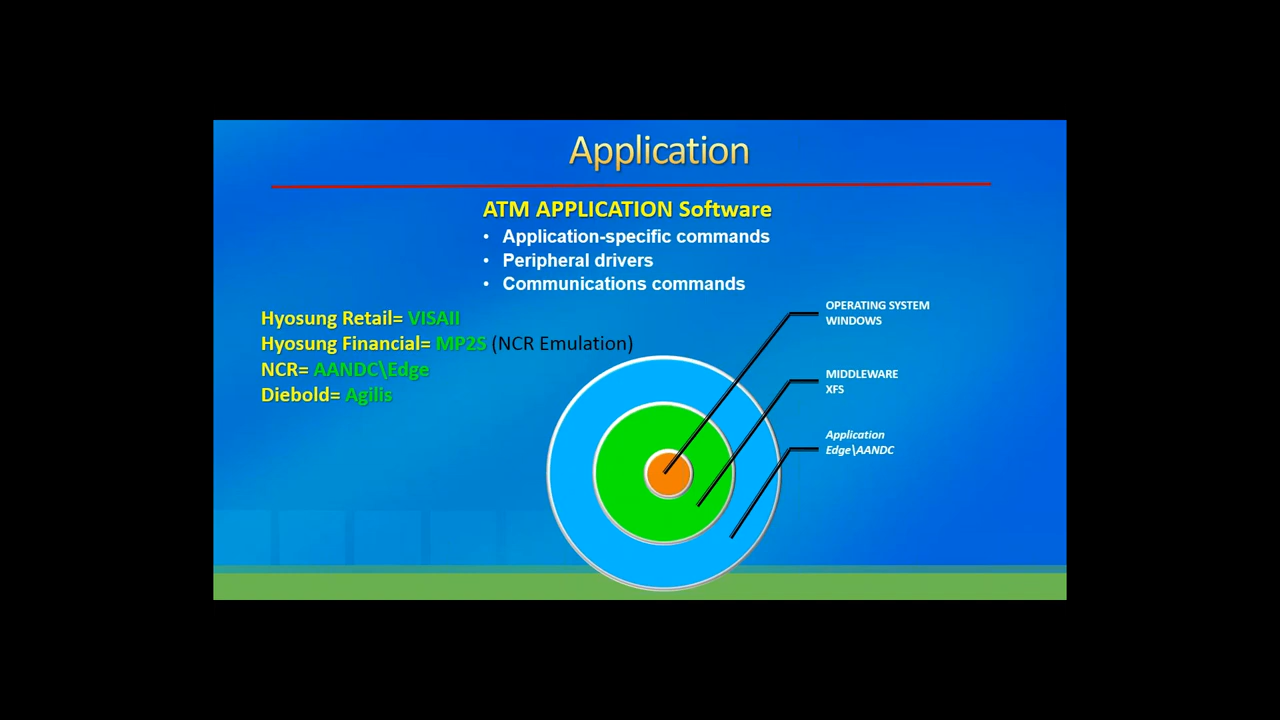 Application
ATM APPLICATION Software
• Application-specific commands
• Peripheral drivers
• Communications commands
Hyosung Retail= VISAII
Hyosung Financial= MP2S (NCR Emulation)
NCR= AANDC\Edge
Diebold= Agilis
OPERATING SYSTEM
WINDOWS
MIDDLEWARE
XFS
Application
Edge\AANDC